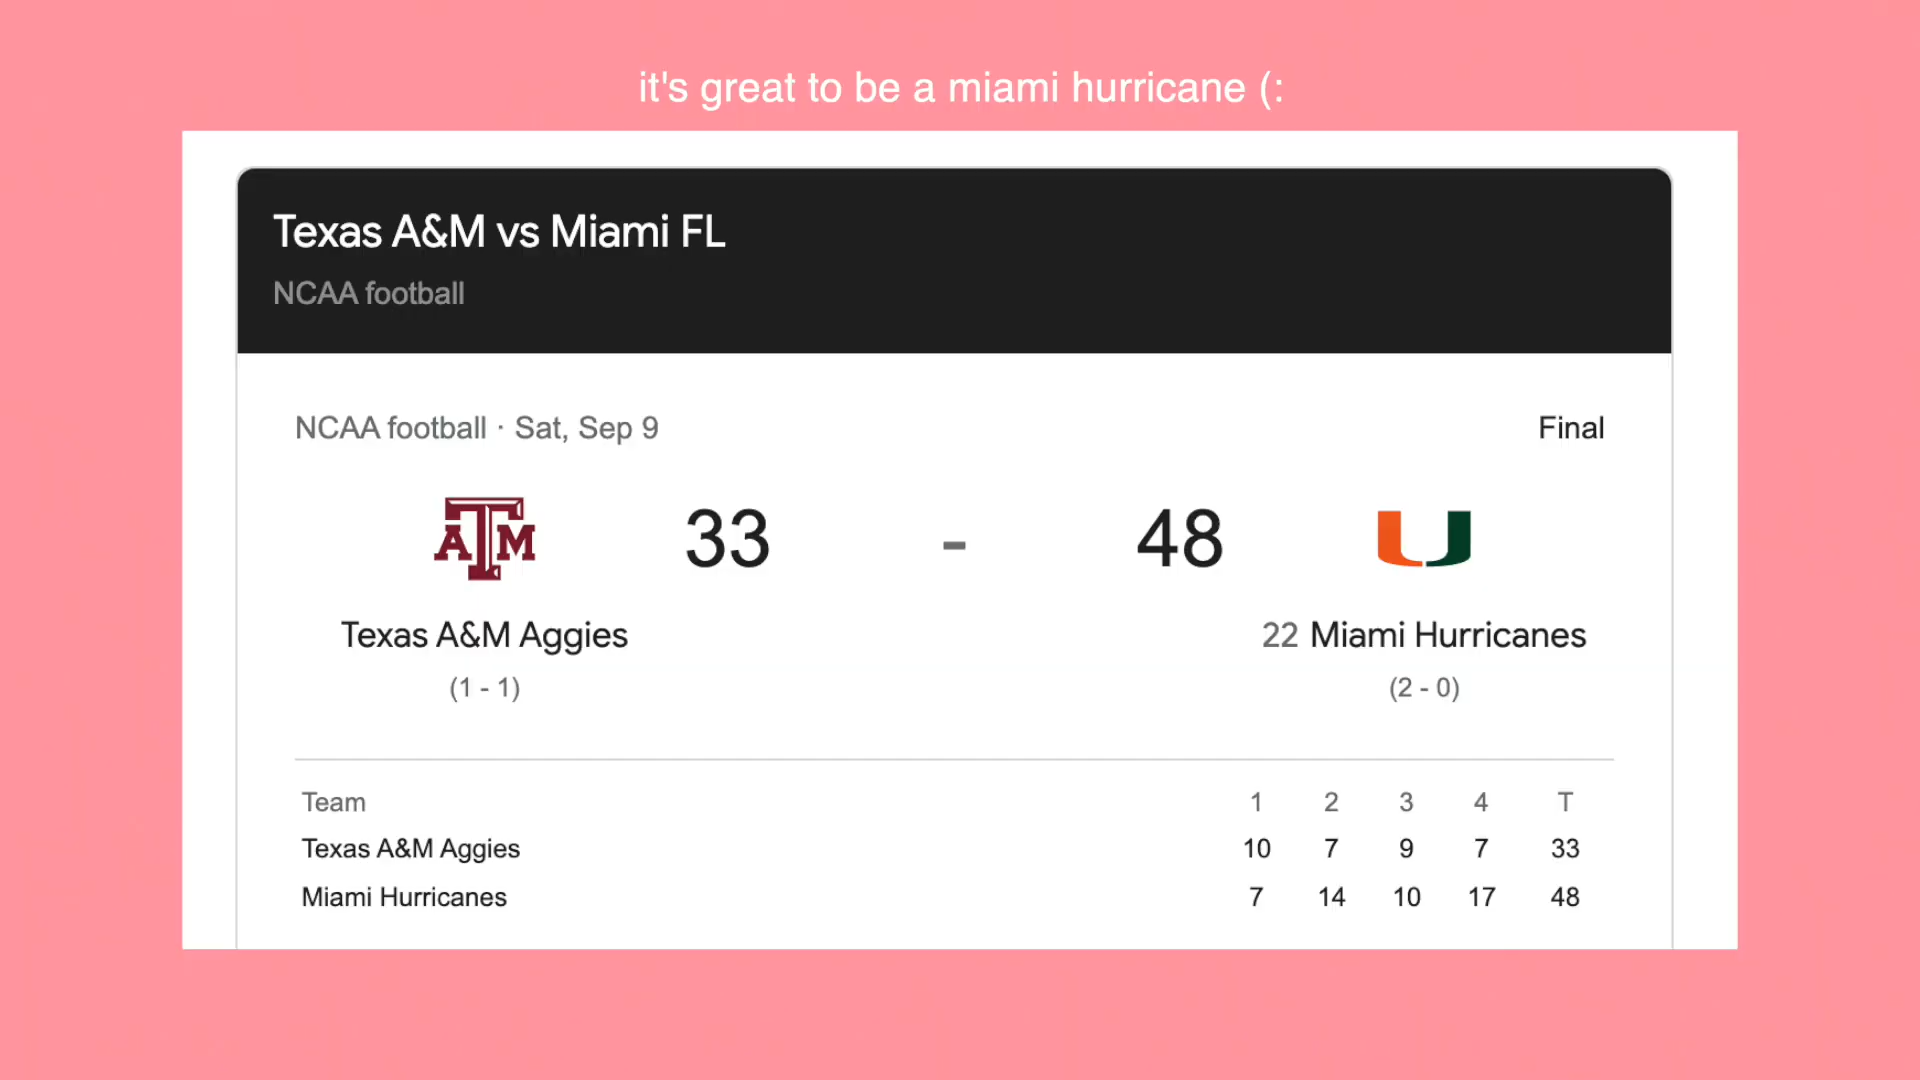 it's great to be a miami hurricane (:
Texas A&M vs Miami FL
NCAA football
NCAA football · Sat, Sep 9 Final
ATM 33 - 48 U
Texas A&M Aggies 22 Miami Hurricanes
(1 - 1) (2 - 0)
Team 1 2 3 4 T
Texas A&M Aggies 10 7 9 7 33
Miami Hurricanes 7 14 10 17 48